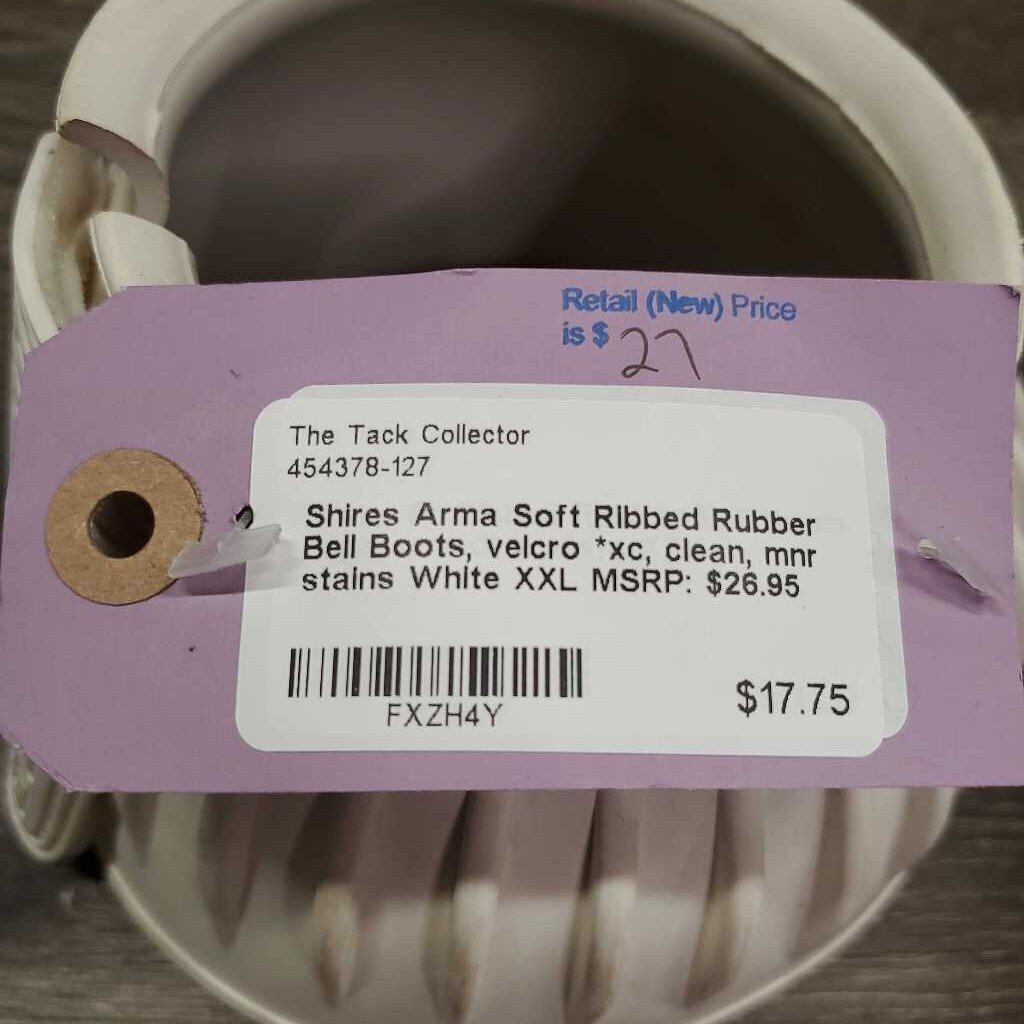 Retail (New) Price
is $ 27
The Tack Collector
454378-127
Shires Arma Soft Ribbed Rubber
Bell Boots, velcro *xc, clean, mnr
stains White XXL MSRP: $26.95
FXZH4Y
$17.75